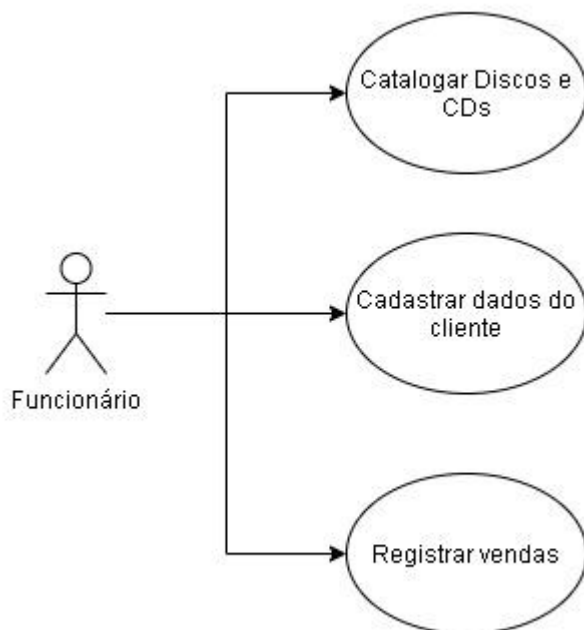 Catalogar Discos e
CDs
Cadastrar dados do
cliente
Funcionário
Registrar vendas